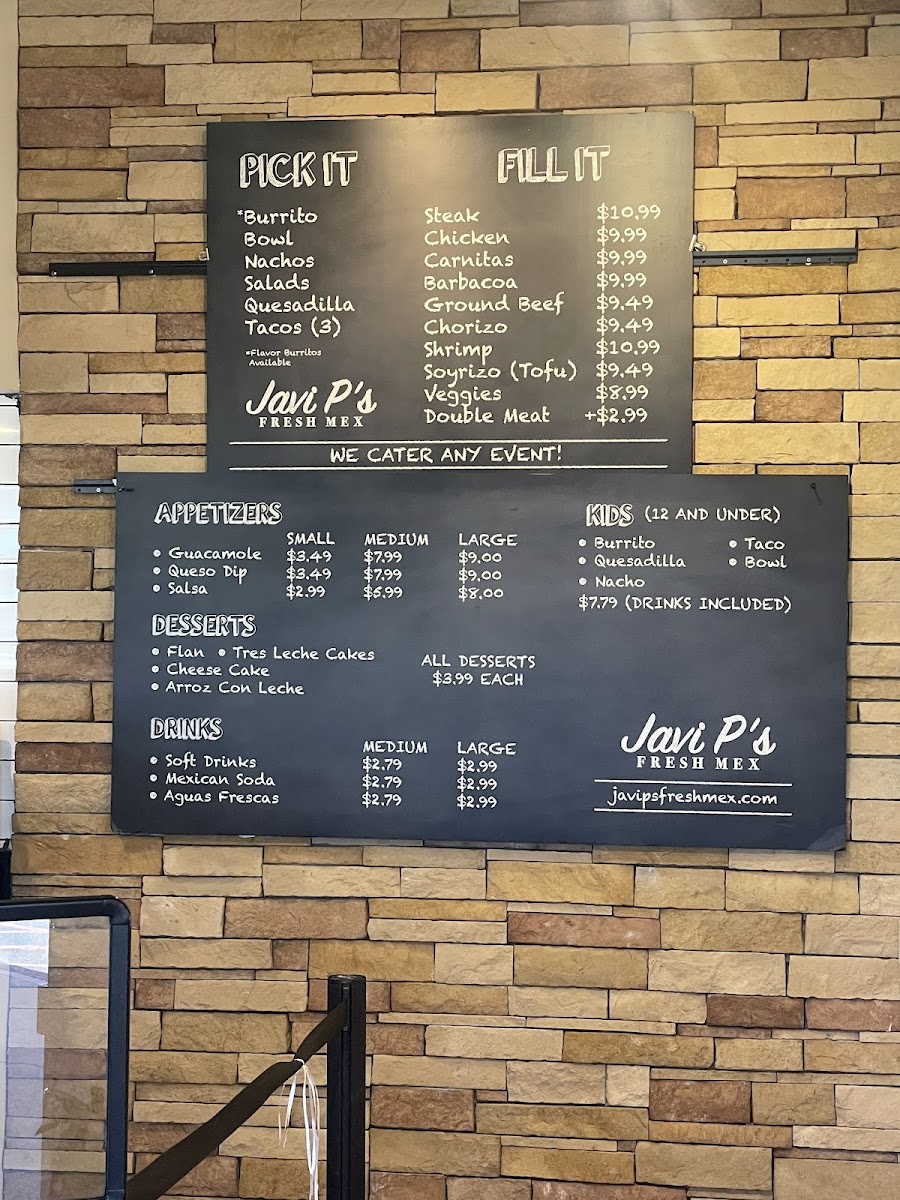 PICK IT
*Burrito
Bowl
Nachos
Salads
Quesadilla
Tacos (3)
*Flavor Burritos
Available
Javi P's
FRESH MEX
FILL IT
Steak $10.99
Chicken $9.99
Carnitas $9.99
Barbacoa $9.99
Ground Beef $9.49
Chorizo $9.49
Shrimp $10.99
Soyrizo (Tofu) $9.49
Veggies $8.99
Double Meat +$2.99
WE CATER ANY EVENT!
APPETIZERS
SMALL MEDIUM LARGE
• Guacamole $3.49 $7.99 $9.00
• Queso Dip $3.49 $7.99 $9.00
• Salsa $2.99 $5.99 $8.00
DESSERTS
• Flan • Tres Leche Cakes
• Cheese Cake
• Arroz Con Leche
ALL DESSERTS
$3.99 EACH
DRINKS
MEDIUM LARGE
• Soft Drinks $2.79 $2.99
• Mexican Soda $2.79 $2.99
• Aguas Frescas $2.79 $2.99
KIDS (12 AND UNDER)
• Burrito • Taco
• Quesadilla • Bowl
• Nacho
$7.79 (DRINKS INCLUDED)
Javi P's
FRESH MEX
javipsfreshmex.com